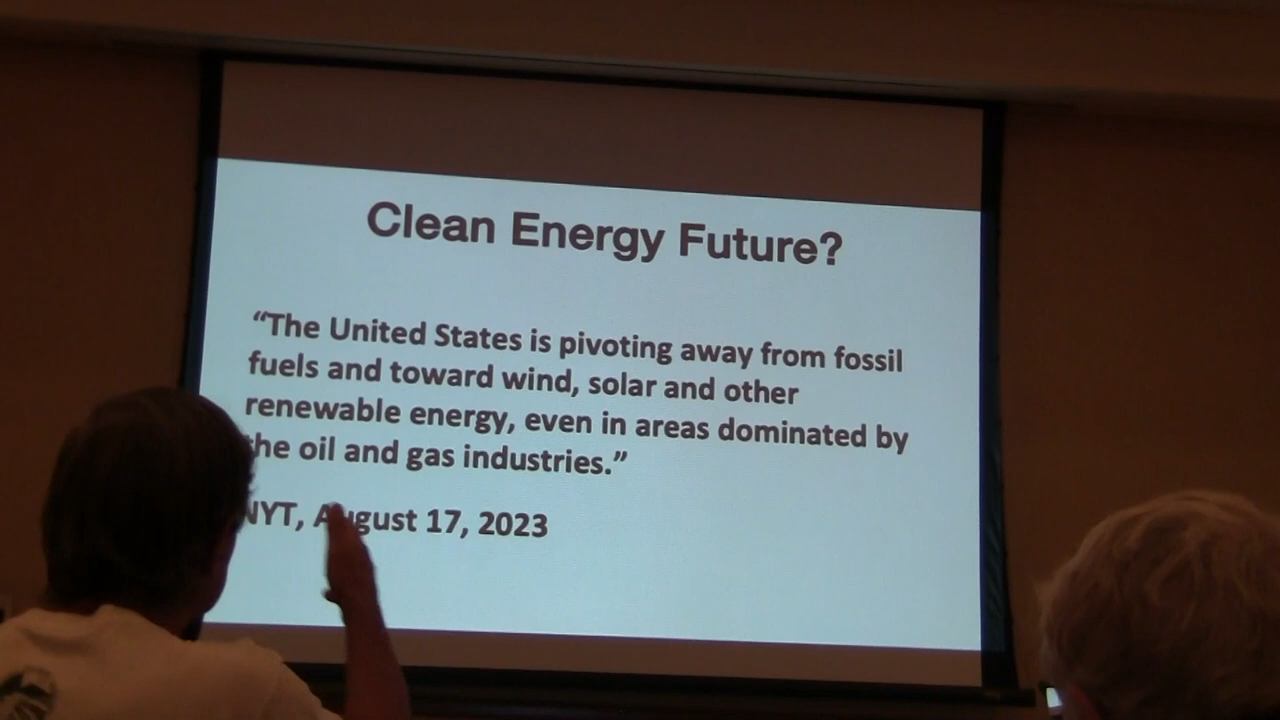 Clean Energy Future?
“The United States is pivoting away from fossil
fuels and toward wind, solar and other
renewable energy, even in areas dominated by
the oil and gas industries.”
NYT, August 17, 2023